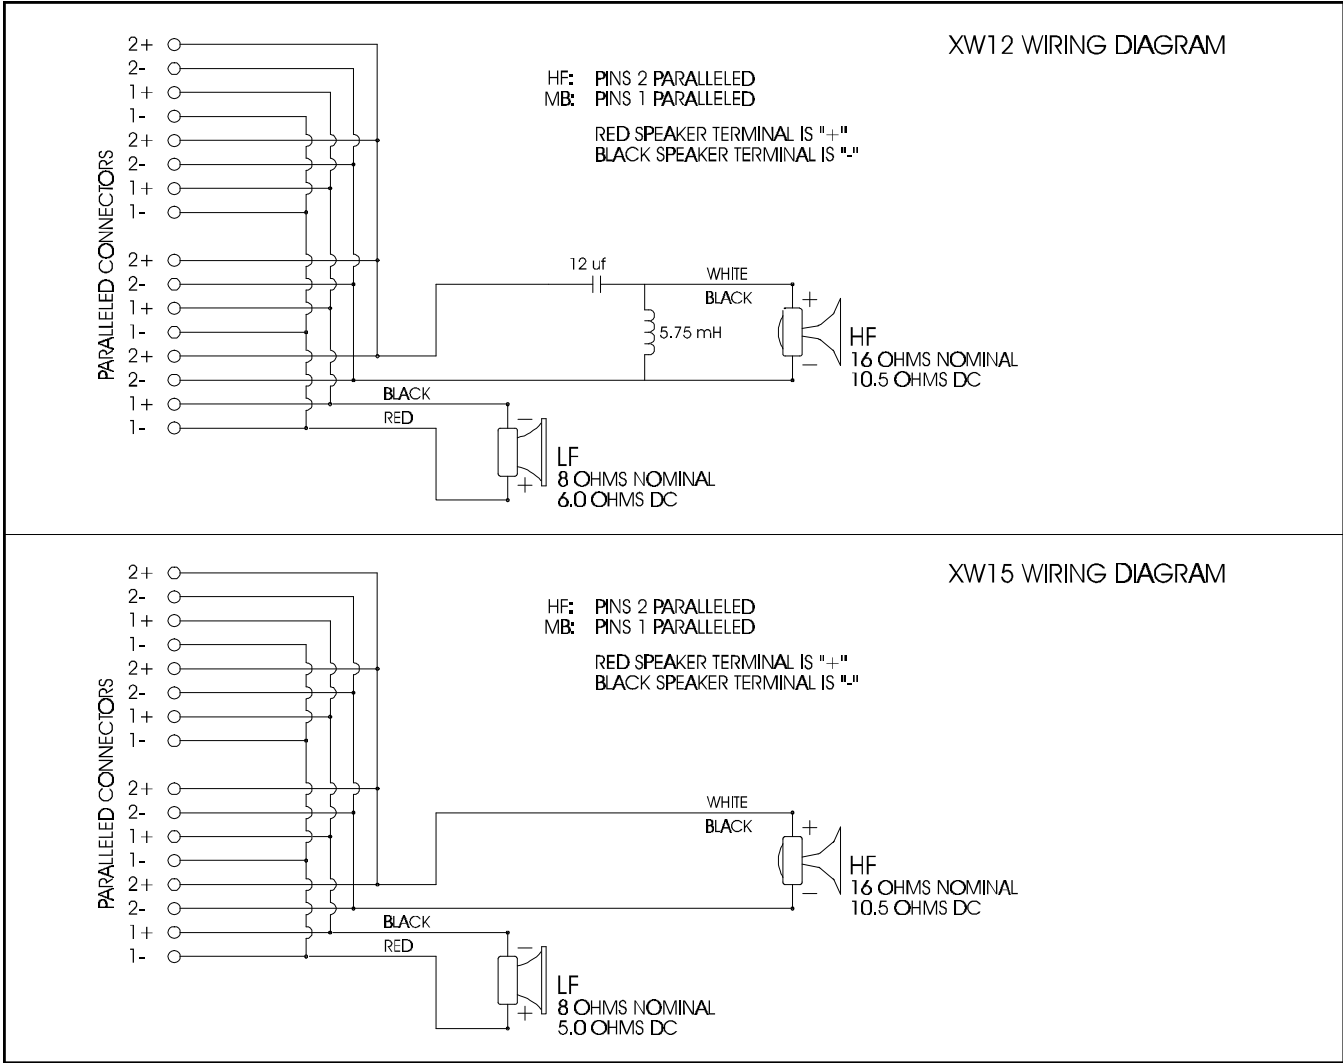 XW12 WIRING DIAGRAM
HF: PINS 2 PARALLELED
MB: PINS 1 PARALLELED
RED SPEAKER TERMINAL IS "+"
BLACK SPEAKER TERMINAL IS "-"
PARALLELED CONNECTORS
2+
2-
1+
1-
2+
2-
1+
1-
2+
2-
1+
1-
2+
2-
1+
1-
12 uf
WHITE
BLACK
5.75 mH
+
-
HF
16 OHMS NOMINAL
10.5 OHMS DC
BLACK
RED
-
+
LF
8 OHMS NOMINAL
6.0 OHMS DC
XW15 WIRING DIAGRAM
HF: PINS 2 PARALLELED
MB: PINS 1 PARALLELED
RED SPEAKER TERMINAL IS "+"
BLACK SPEAKER TERMINAL IS "-"
PARALLELED CONNECTORS
2+
2-
1+
1-
2+
2-
1+
1-
2+
2-
1+
1-
2+
2-
1+
1-
WHITE
BLACK
+
-
HF
16 OHMS NOMINAL
10.5 OHMS DC
BLACK
RED
-
+
LF
8 OHMS NOMINAL
5.0 OHMS DC